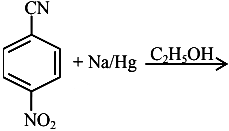 CN
+ Na/Hg
C₂H₅OH
NO₂